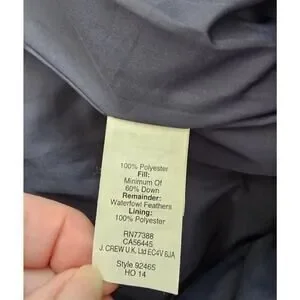 100% Polyester
Fill:
Minimum Of
60% Down
Remainder:
Waterfowl Feathers
Lining:
100% Polyester
RN77388
CA56445
J. CREW U.K. Ltd EC4V 6JA
Style 92465
HO 14